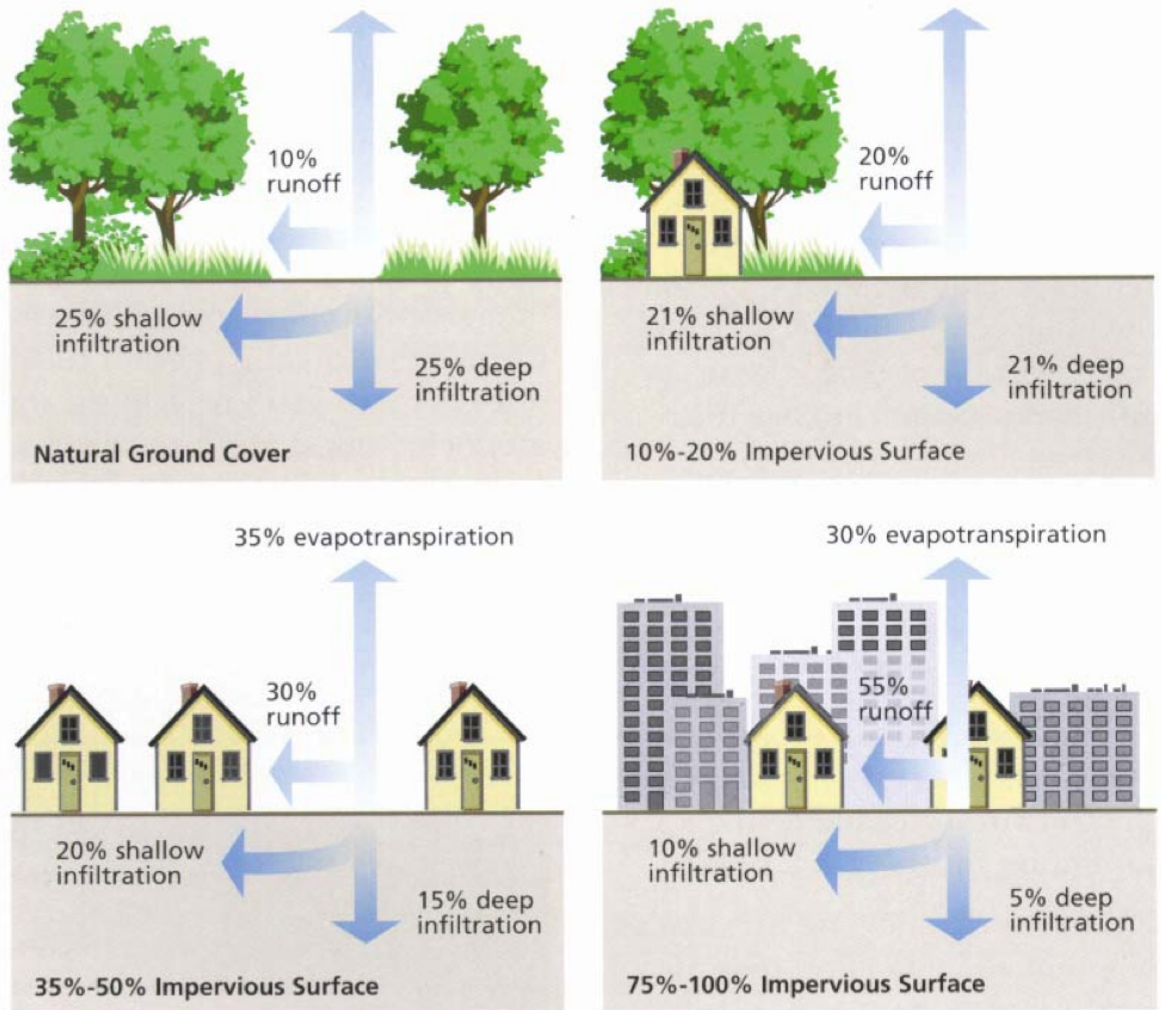 10%
runoff
25% shallow
infiltration
25% deep
infiltration
Natural Ground Cover
20%
runoff
21% shallow
infiltration
21% deep
infiltration
10%-20% Impervious Surface
35% evapotranspiration
30%
runoff
20% shallow
infiltration
15% deep
infiltration
35%-50% Impervious Surface
30% evapotranspiration
55%
runoff
10% shallow
infiltration
5% deep
infiltration
75%-100% Impervious Surface